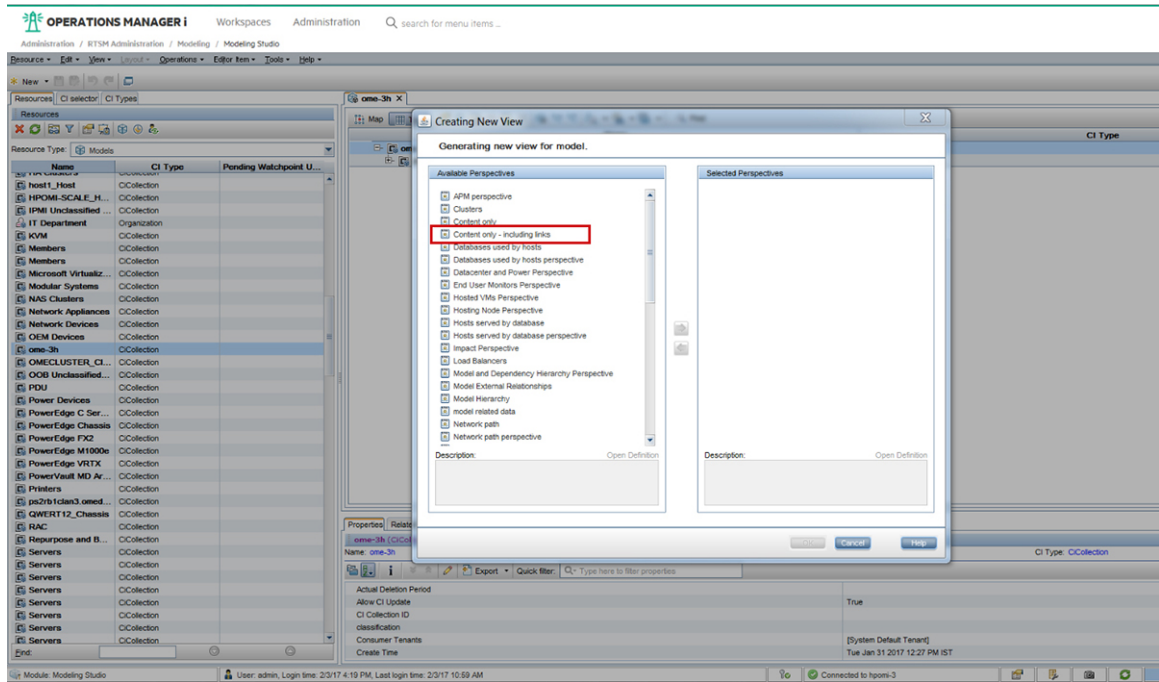 OPERATIONS MANAGER i Workspaces Administration search for menu items ...
Administration / RTSM Administration / Modeling / Modeling Studio
Resource Edit View Layout Operations Editor Item Tools Help
New
Resources CI selector CI Types
Resources
Resource Type: Models
Name CI Type Pending Watchpoint U...
HA Clusters CiCollection
host1_Host CiCollection
HPOMI-SCALE_H... CiCollection
IPMI Unclassified ... CiCollection
IT Department Organization
KVM CiCollection
Members CiCollection
Members CiCollection
Microsoft Virtualiz... CiCollection
Modular Systems CiCollection
NAS Clusters CiCollection
Network Appliances CiCollection
Network Devices CiCollection
OEM Devices CiCollection
ome-3h CiCollection
OMECLUSTER_CI... CiCollection
OOB Unclassified... CiCollection
PDU CiCollection
Power Devices CiCollection
PowerEdge C Ser... CiCollection
PowerEdge Chassis CiCollection
PowerEdge FX2 CiCollection
PowerEdge M1000e CiCollection
PowerEdge VRTX CiCollection
PowerVault MD Ar... CiCollection
Printers CiCollection
ps2rb1clan3.omed... CiCollection
QWERT12_Chassis CiCollection
RAC CiCollection
Repurpose and B... CiCollection
Servers CiCollection
Servers CiCollection
Servers CiCollection
Servers CiCollection
Servers CiCollection
Servers CiCollection
Servers CiCollection
Find:
ome-3h X
Map
CI Type
Creating New View
Generating new view for model.
Available Perspectives
APM perspective
Clusters
Content only
Content only - including links
Databases used by hosts
Databases used by hosts perspective
Datacenter and Power Perspective
End User Monitors Perspective
Hosted VMs Perspective
Hosting Node Perspective
Hosts served by database
Hosts served by database perspective
Impact Perspective
Load Balancers
Model and Dependency Hierarchy Perspective
Model External Relationships
Model Hierarchy
model related data
Network path
Network path perspective
Description: Open Definition
Selected Perspectives
Description: Open Definition
Cancel Help
Properties Relate
ome-3h (CiCol
Name: ome-3h CI Type: CiCollection
Export Quick filter: Type here to filter properties
Actual Deletion Period
Allow CI Update True
CI Collection ID
classification
Consumer Tenants [System Default Tenant]
Create Time Tue Jan 31 2017 12:27 PM IST
Module: Modeling Studio User: admin, Login time: 2/3/17 4:19 PM, Last login time: 2/3/17 10:59 AM Connected to hpomi-3